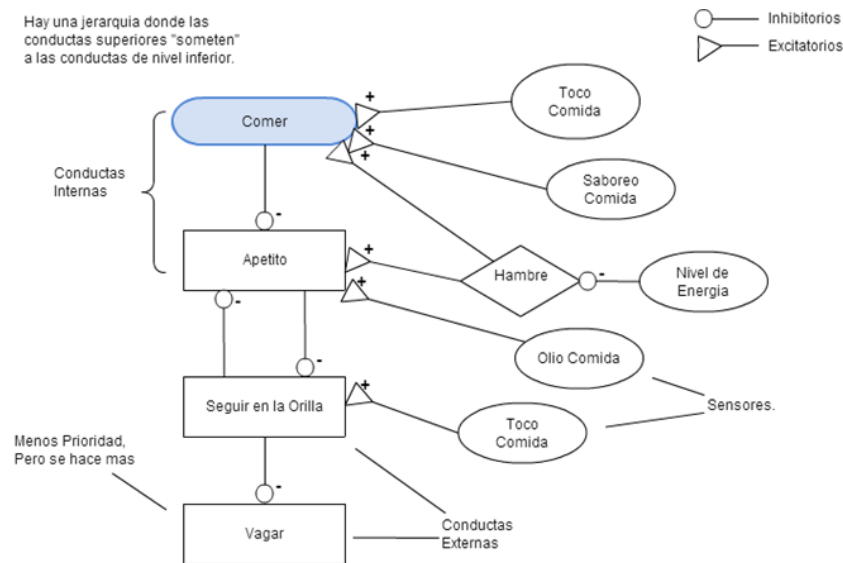 Hay una jerarquia donde las
conductas superiores "someten"
a las conductas de nivel inferior.
Inhibitorios
Excitatorios
Comer
+
+
+
Toco
Comida
Saboreo
Comida
Conductas
Internas
-
Apetito
+
+
Hambre
-
Nivel de
Energia
-
-
Olio Comida
Seguir en la Orilla
+
Toco
Comida
Sensores.
Menos Prioridad,
Pero se hace mas
-
Vagar
Conductas
Externas